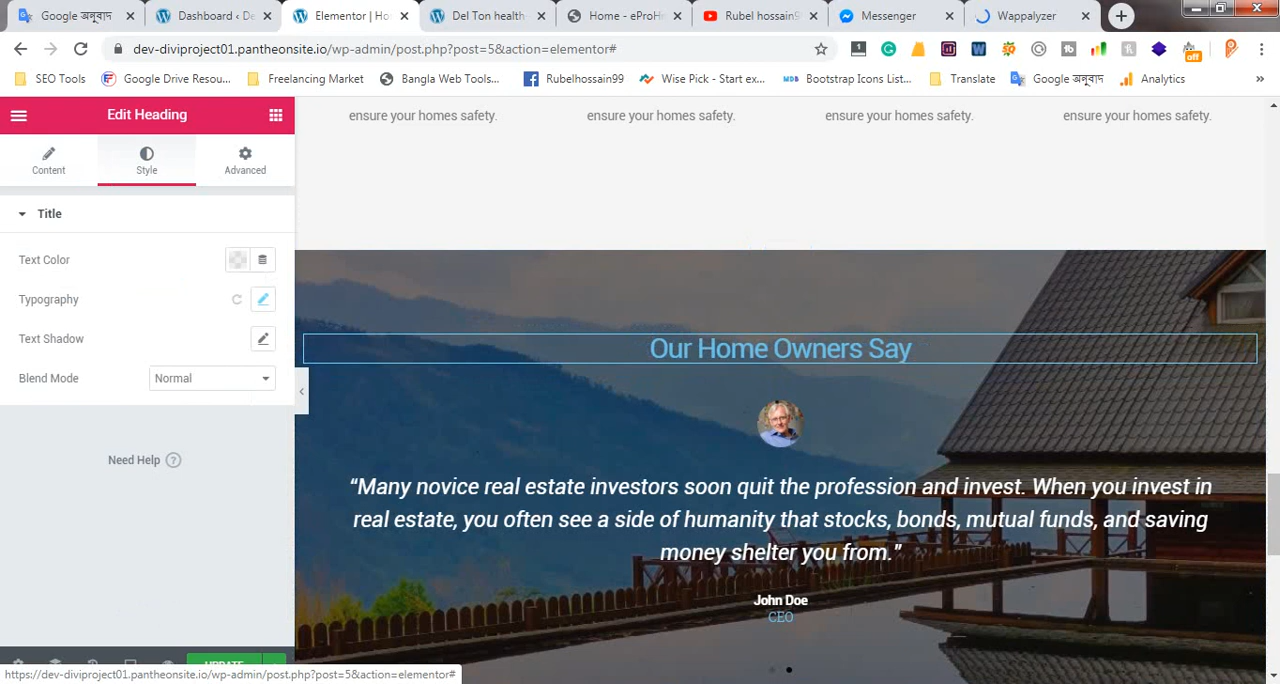 Google অনুবাদ
Dashboard ‹ De
Elementor | Ho
Del Ton health
Home - eProH
Rubel hossain9
Messenger
Wappalyzer
dev-diviproject01.pantheonsite.io/wp-admin/post.php?post=5&action=elementor#
off
SEO Tools
Google Drive Resou...
Freelancing Market
Bangla Web Tools...
Rubelhossain99
Wise Pick - Start ex...
Bootstrap Icons List...
Translate
Google অনুবাদ
Analytics
Edit Heading
Content
Style
Advanced
Title
Text Color
Typography
Text Shadow
Blend Mode
Normal
Need Help
UPDATE
https://dev-diviproject01.pantheonsite.io/wp-admin/post.php?post=5&action=elementor#
ensure your homes safety.
ensure your homes safety.
ensure your homes safety.
ensure your homes safety.
Our Home Owners Say
“Many novice real estate investors soon quit the profession and invest. When you invest in
real estate, you often see a side of humanity that stocks, bonds, mutual funds, and saving
money shelter you from.”
John Doe
CEO